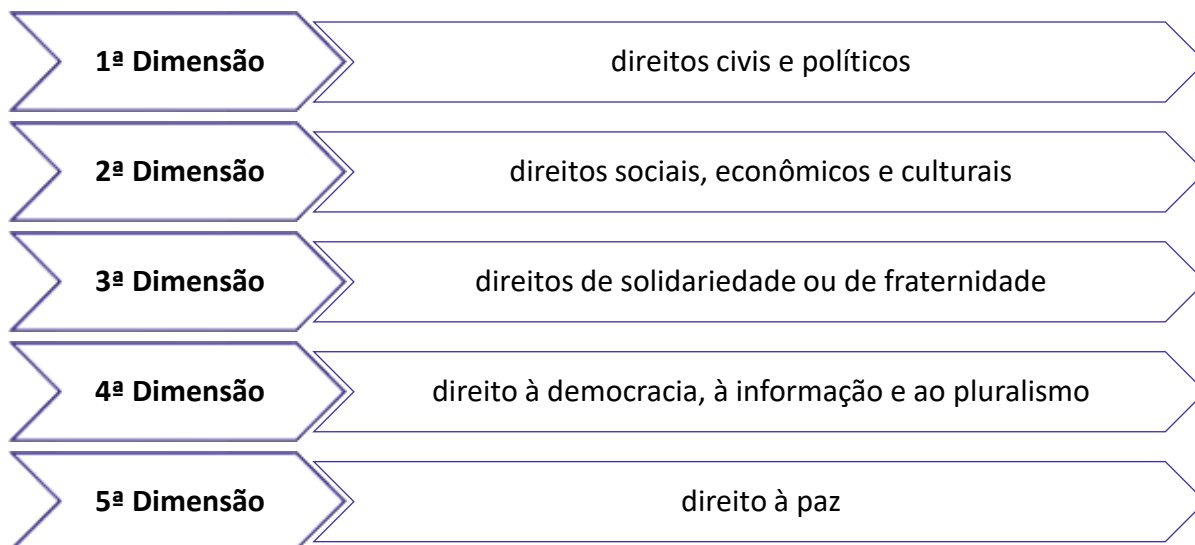 1ª Dimensão direitos civis e políticos
2ª Dimensão direitos sociais, econômicos e culturais
3ª Dimensão direitos de solidariedade ou de fraternidade
4ª Dimensão direito à democracia, à informação e ao pluralismo
5ª Dimensão direito à paz